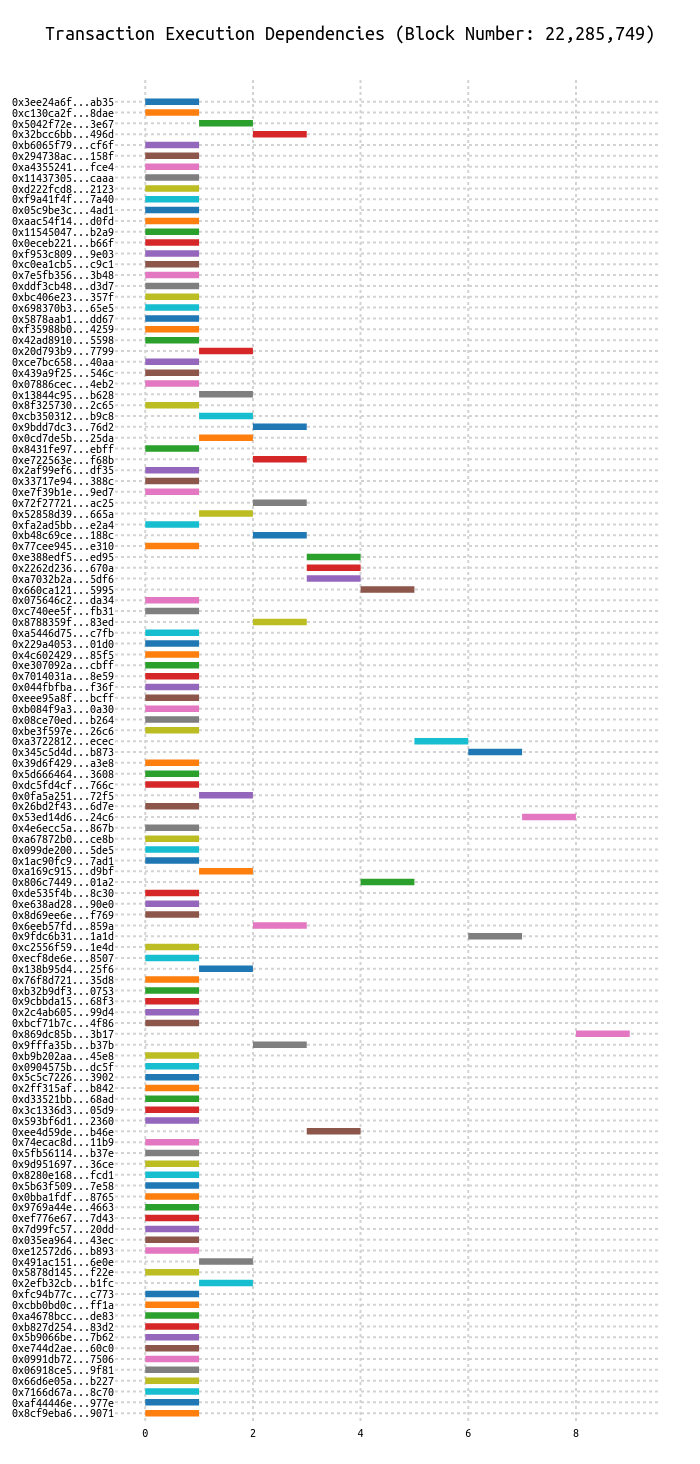 Transaction Execution Dependencies (Block Number: 22,285,749)
0x3ee24a6f...ab35
0xc130ca2f...8dae
0x5042f72e...3e67
0x32bcc6bb...496d
0xb6065f79...cf6f
0x294738ac...158f
0xa4355241...fce4
0x11437305...caaa
0xd222fcd8...2123
0xf9a41f4f...7a40
0x05c9be3c...4ad1
0xaac54f14...d0fd
0x11545047...b2a9
0x0eceb221...b66f
0xf953c809...9e03
0xc0ea1cb5...c9c1
0x7e5fb356...3b48
0xddf3cb48...d3d7
0xbc406e23...357f
0x698370b3...65e5
0x5878aab1...dd67
0xf35988b0...4259
0x42ad8910...5598
0x20d793b9...7799
0xce7bc658...40aa
0x439a9f25...546c
0x07886cec...4eb2
0x13844c95...b628
0x8f325730...2c65
0xcb350312...b9c8
0x9bdd7dc3...76d2
0x0cd7de5b...25da
0x8431fe97...ebff
0xe722563e...f68b
0x2af99ef6...df35
0x33717e94...388c
0xe7f39b1e...9ed7
0x72f27721...ac25
0x52858d39...665a
0xfa2ad5bb...e2a4
0xb48c69ce...188c
0x77cee945...e310
0xe388edf5...ed95
0x2262d236...670a
0xa7032b2a...5df6
0x660ca121...5995
0x075646c2...da34
0xc740ee5f...fb31
0x8788359f...83ed
0xa5446d75...c7fb
0x229a4053...01d0
0x4c602429...85f5
0xe307092a...cbff
0x7014031a...8e59
0x044fbfba...f36f
0xeee95a8f...bcff
0xb084f9a3...0a30
0x08ce70ed...b264
0xbe3f597e...26c6
0xa3722812...ecec
0x345c5d4d...b873
0x39d6f429...a3e8
0x5d666464...3608
0xdc5fd4cf...766c
0x0fa5a251...72f5
0x26bd2f43...6d7e
0x53ed14d6...24c6
0x4e6ecc5a...867b
0xa67872b0...ce8b
0x099de200...5de5
0x1ac90fc9...7ad1
0xa169c915...d9bf
0x806c7449...01a2
0xde535f4b...8c30
0xe638ad28...90e0
0x8d69ee6e...f769
0x6eeb57fd...859a
0x9fdc6b31...1a1d
0xc2556f59...1e4d
0xecf8de6e...8507
0x138b95d4...25f6
0x76f8d721...35d8
0xb32b9df3...0753
0x9cbbda15...68f3
0x2c4ab605...99d4
0xbcf71b7c...4f86
0x869dc85b...3b17
0x9fffa35b...b37b
0xb9b202aa...45e8
0x0904575b...dc5f
0x5c5c7226...3902
0x2ff315af...b842
0xd33521bb...68ad
0x3c1336d3...05d9
0x593bf6d1...2360
0xee4d59de...b46e
0x74ecac8d...11b9
0x5fb56114...b37e
0x9d951697...36ce
0x8280e168...fcd1
0x5b63f509...7e58
0x0bba1fdf...8765
0x9769a44e...4663
0xef776e67...7d43
0x7d99fc57...20dd
0x035ea964...43ec
0xe12572d6...b893
0x491ac151...6e0e
0x5878d145...f22e
0x2efb32cb...b1fc
0xfc94b77c...c773
0xcbb0bd0c...ff1a
0xa4678bcc...de83
0xb827d254...83d2
0x5b9066be...7b62
0xe744d2ae...60c0
0x0991db72...7506
0x06918ce5...9f81
0x66d6e05a...b227
0x7166d67a...8c70
0xaf44446e...977e
0x8cf9eba6...9071
0 2 4 6 8